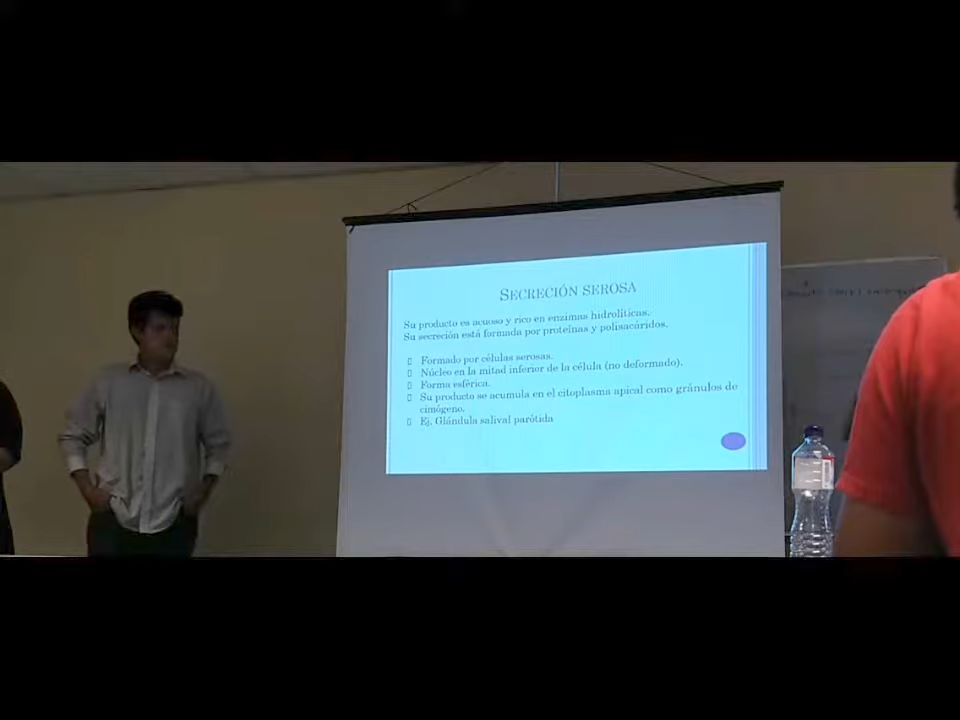 SECRECIÓN SEROSA
Su producto es acuoso y rico en enzimas hidrolíticas.
Su secreción está formada por proteínas y polisacáridos.
Formado por células serosas.
Núcleo en la mitad inferior de la célula (no deformado).
Forma esférica.
Su producto se acumula en el citoplasma apical como gránulos de
cimógeno.
Ej. Glándula salival parótida